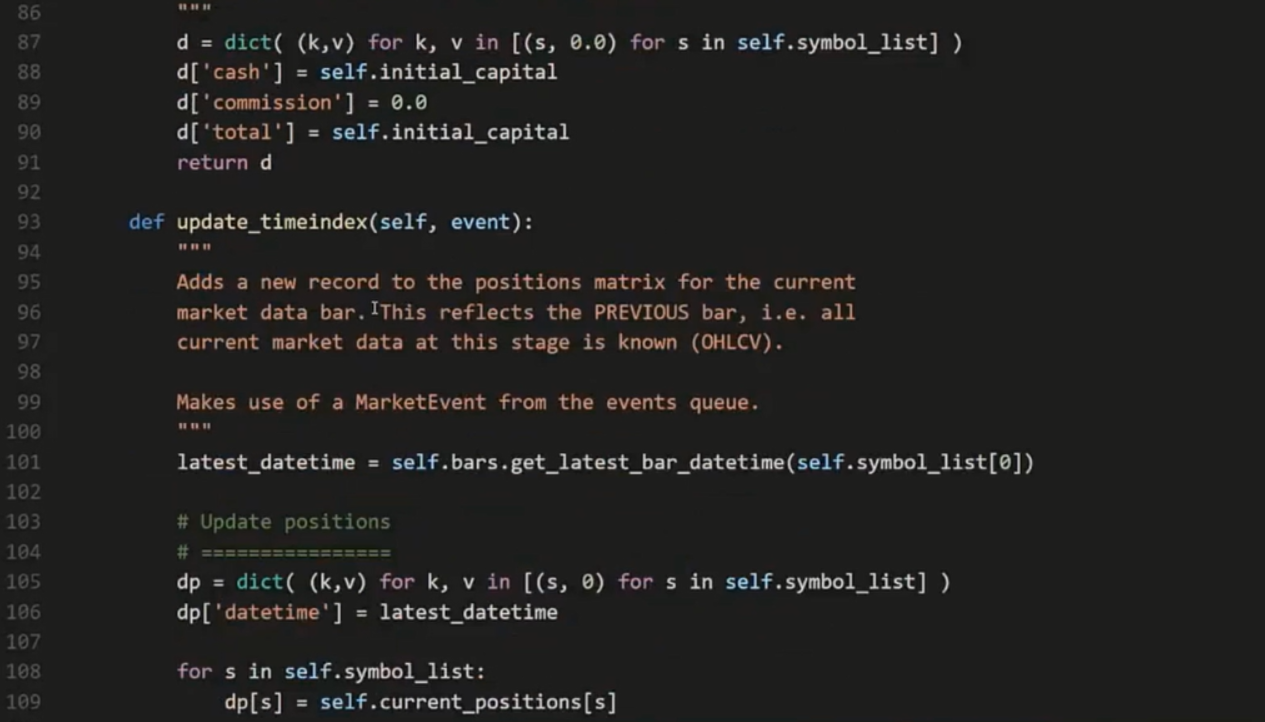 86 """
87 d = dict( (k,v) for k, v in [(s, 0.0) for s in self.symbol_list] )
88 d['cash'] = self.initial_capital
89 d['commission'] = 0.0
90 d['total'] = self.initial_capital
91 return d
92
93 def update_timeindex(self, event):
94 """
95 Adds a new record to the positions matrix for the current
96 market data bar. This reflects the PREVIOUS bar, i.e. all
97 current market data at this stage is known (OHLCV).
98
99 Makes use of a MarketEvent from the events queue.
100 """
101 latest_datetime = self.bars.get_latest_bar_datetime(self.symbol_list[0])
102
103 # Update positions
104 # ================
105 dp = dict( (k,v) for k, v in [(s, 0) for s in self.symbol_list] )
106 dp['datetime'] = latest_datetime
107
108 for s in self.symbol_list:
109 dp[s] = self.current_positions[s]